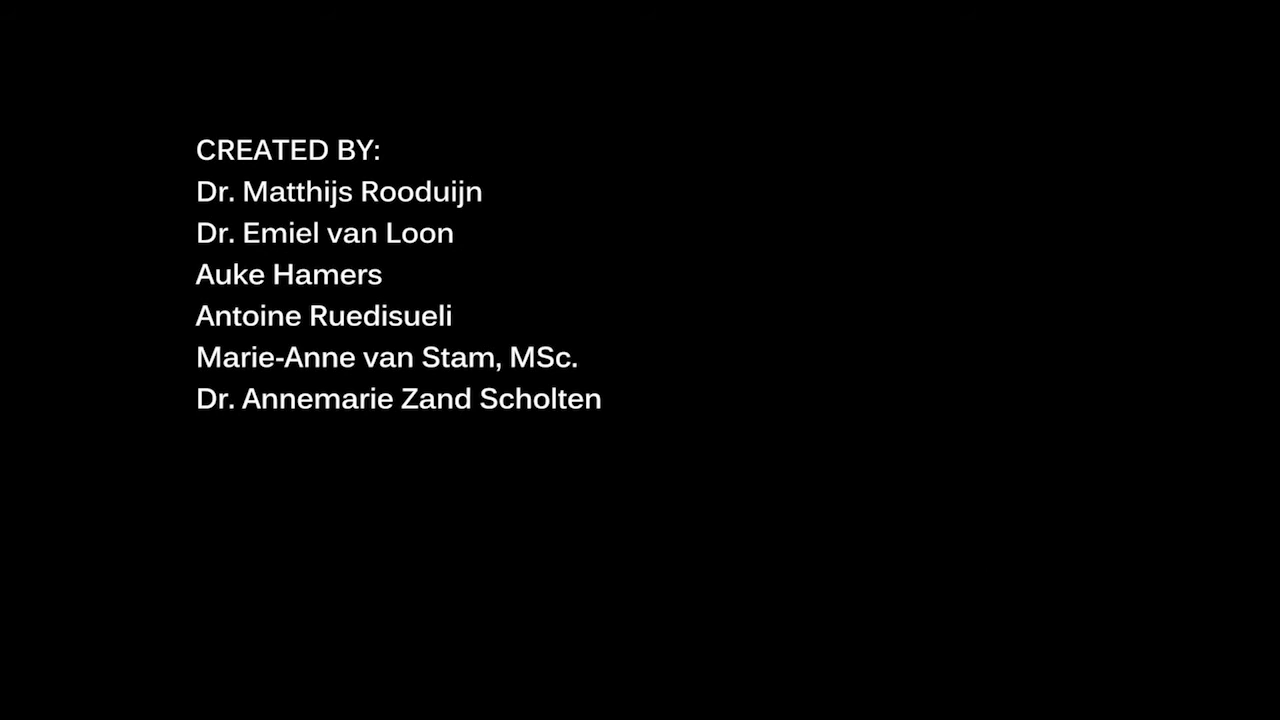 CREATED BY:
Dr. Matthijs Rooduijn
Dr. Emiel van Loon
Auke Hamers
Antoine Ruedisueli
Marie-Anne van Stam, MSc.
Dr. Annemarie Zand Scholten